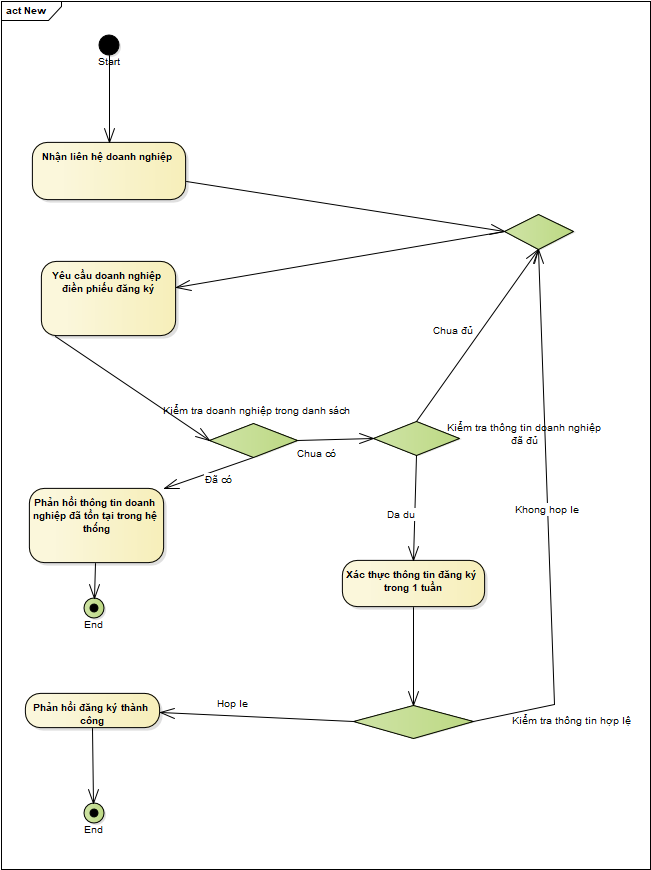 act New
Start
Nhận liên hệ doanh nghiệp
Yêu cầu doanh nghiệp
điền phiếu đăng ký
Chua đủ
Kiểm tra doanh nghiệp trong danh sách
Kiểm tra thông tin doanh nghiệp
đã đủ
Chưa có
Đã có
Phản hồi thông tin doanh
nghiệp đã tồn tại trong hệ
thống
Khong hop le
Da du
Xác thực thông tin đăng ký
trong 1 tuần
End
Hop le
Phản hồi đăng ký thành
công
Kiểm tra thông tin hợp lệ
End